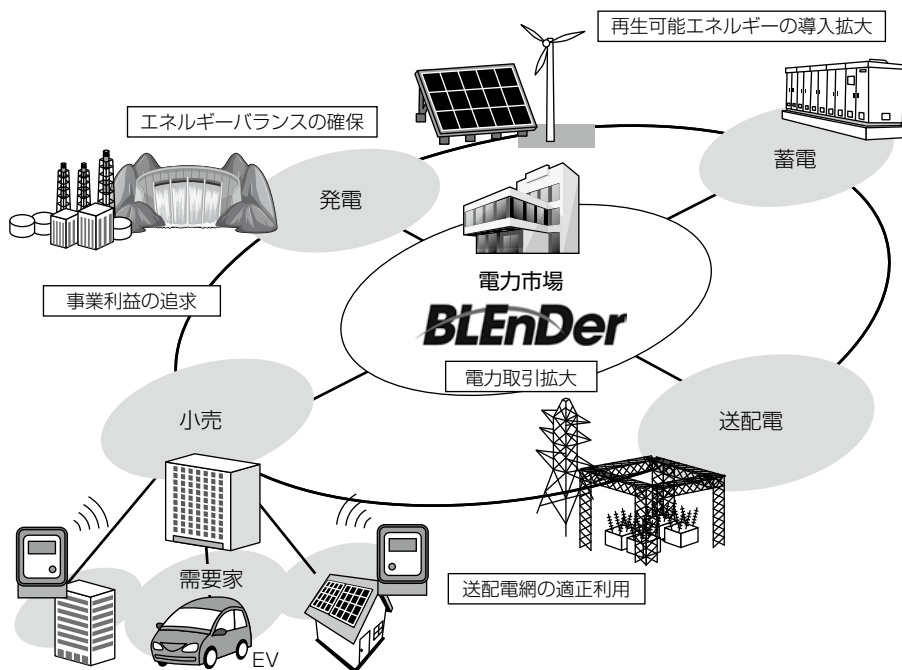 再生可能エネルギーの導入拡大
エネルギーバランスの確保
蓄電
発電
電力市場
事業利益の追求
BLEnDer
電力取引拡大
小売
送配電
需要家
送配電網の適正利用
EV